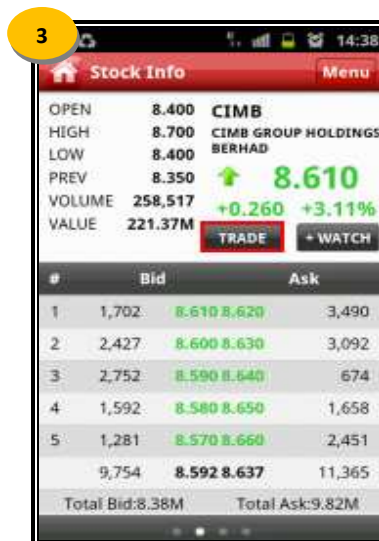 3
14:38
Stock Info
Menu
OPEN 8.400
HIGH 8.700
LOW 8.400
PREV 8.350
VOLUME 258,517
VALUE 221.37M
CIMB
CIMB GROUP HOLDINGS
BERHAD
8.610
+0.260 +3.11%
TRADE
+ WATCH
# Bid Ask
1 1,702 8.610 8.620 3,490
2 2,427 8.600 8.630 3,092
3 2,752 8.590 8.640 674
4 1,592 8.580 8.650 1,658
5 1,281 8.570 8.660 2,451
9,754 8.592 8.637 11,365
Total Bid:8.38M Total Ask:9.82M